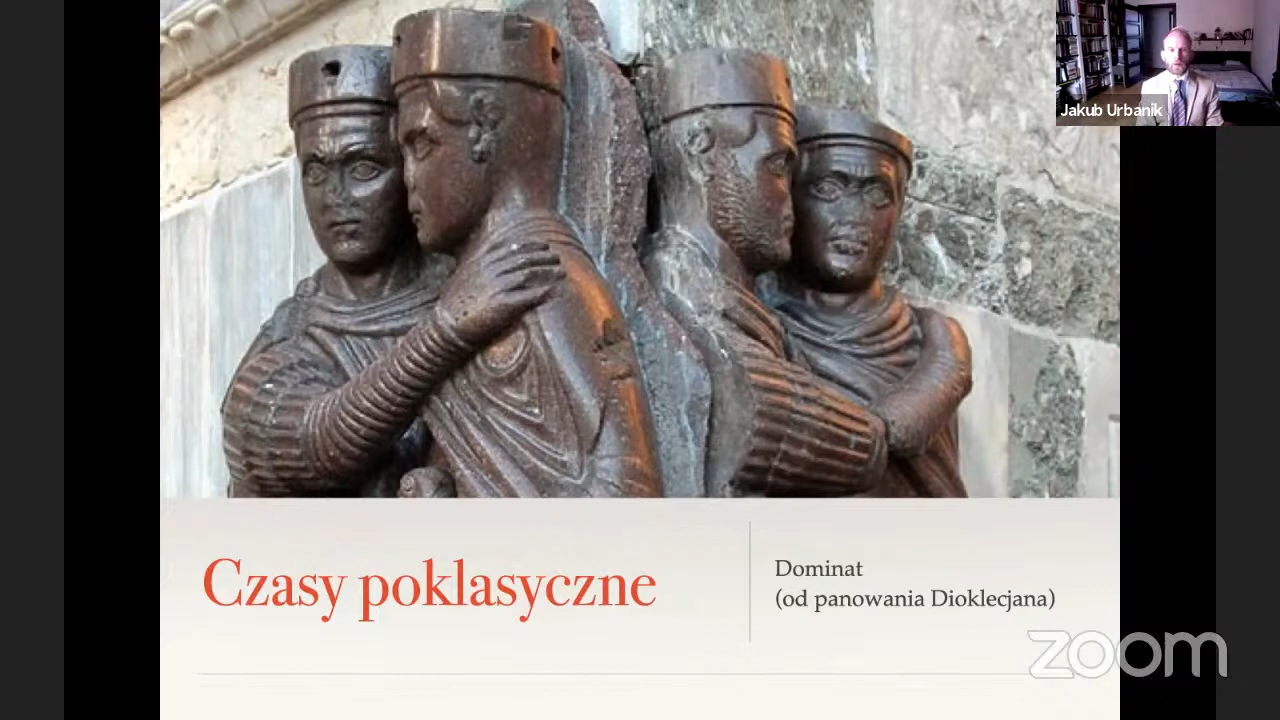 Jakub Urbanik
Czasy poklasyczne
Dominat
(od panowania Dioklecjana)
zoom